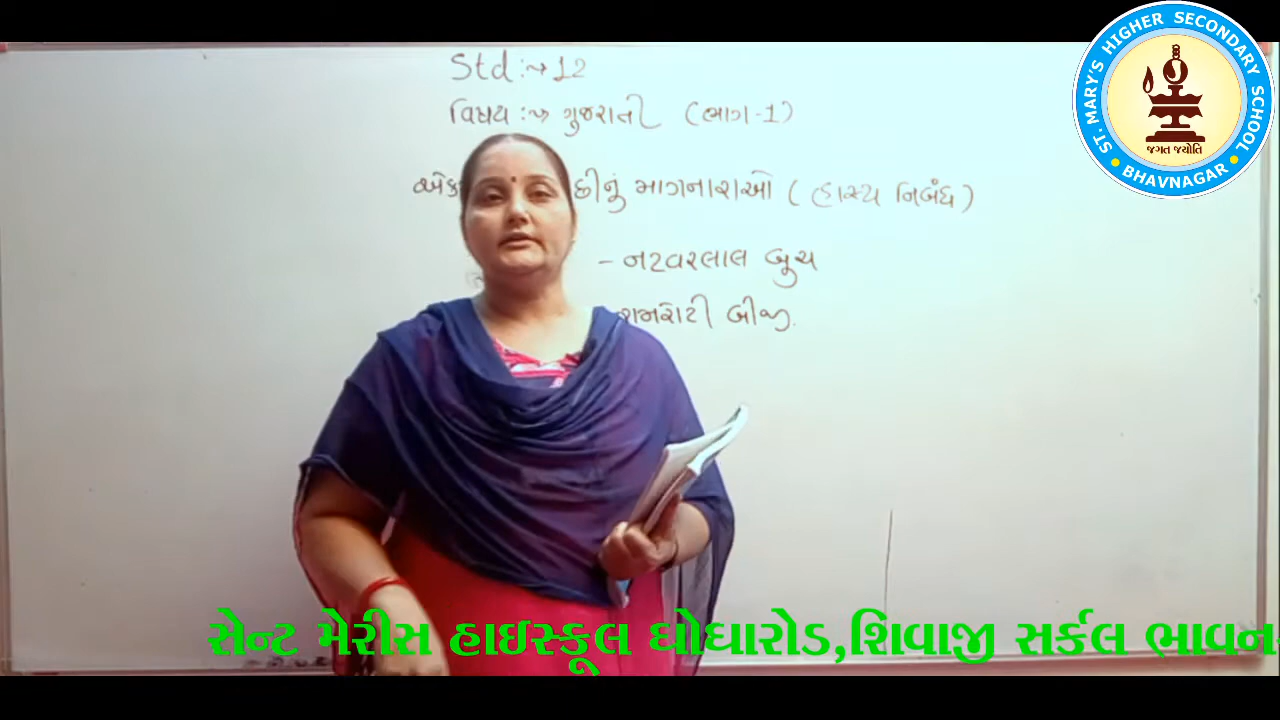 Std :→ 12
વિષય :→ ગુજરાતી (ભાગ-1)
માગનારાઓ (હાસ્ય નિબંધ)
- નટવરલાલ બુચ
બીજી.
ST. MARY'S HIGHER SECONDARY SCHOOL
જગત જ્યોતિ
BHAVNAGAR
સેન્ટ મેરીસ હાઇસ્કૂલ ઘોઘારોડ,શિવાજી સર્કલ ભાવન